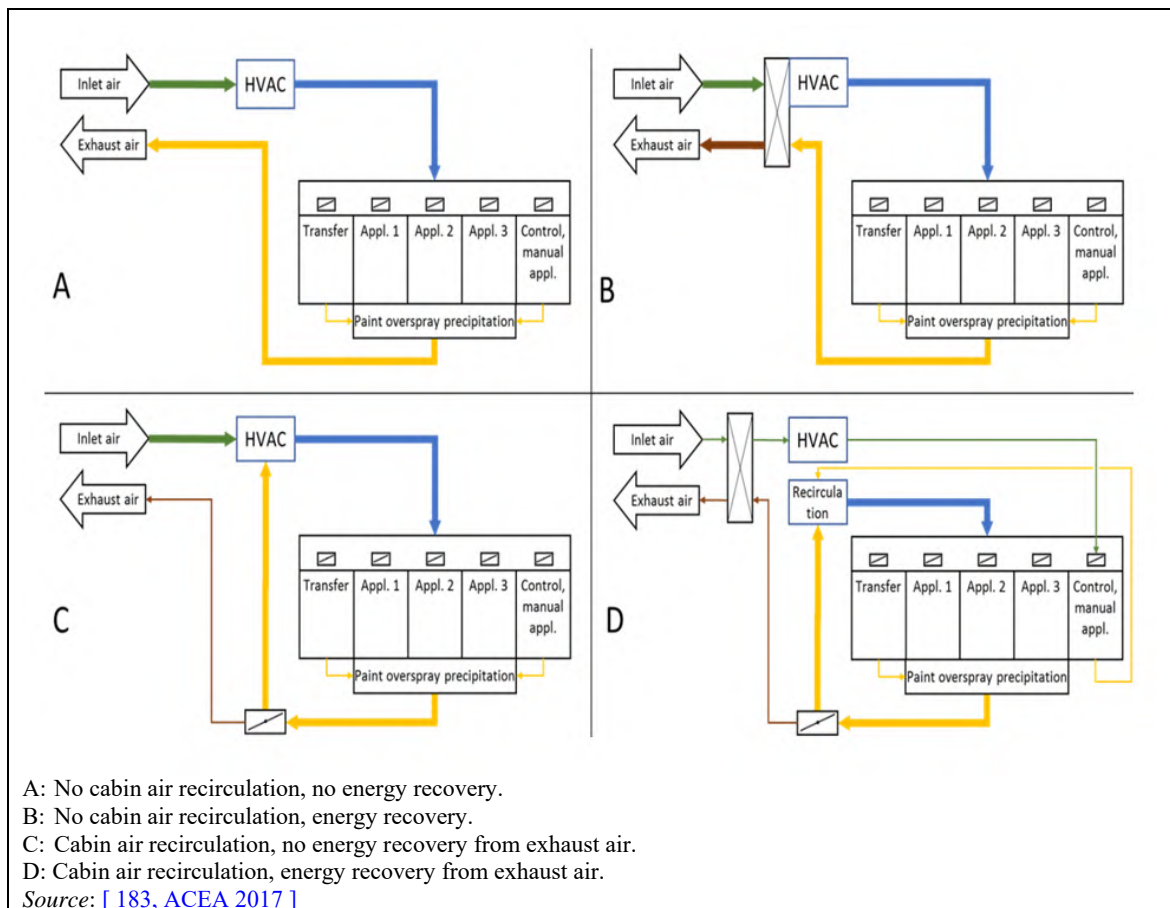 Inlet air
HVAC
Exhaust air
Transfer
Appl. 1
Appl. 2
Appl. 3
Control,
manual
appl.
Paint overspray precipitation
A
Inlet air
HVAC
Exhaust air
Transfer
Appl. 1
Appl. 2
Appl. 3
Control,
manual
appl.
Paint overspray precipitation
B
Inlet air
HVAC
Exhaust air
Transfer
Appl. 1
Appl. 2
Appl. 3
Control,
manual
appl.
Paint overspray precipitation
C
Inlet air
HVAC
Exhaust air
Recircula
tion
Transfer
Appl. 1
Appl. 2
Appl. 3
Control,
manual
appl.
Paint overspray precipitation
D
A: No cabin air recirculation, no energy recovery.
B: No cabin air recirculation, energy recovery.
C: Cabin air recirculation, no energy recovery from exhaust air.
D: Cabin air recirculation, energy recovery from exhaust air.
Source: [ 183, ACEA 2017 ]